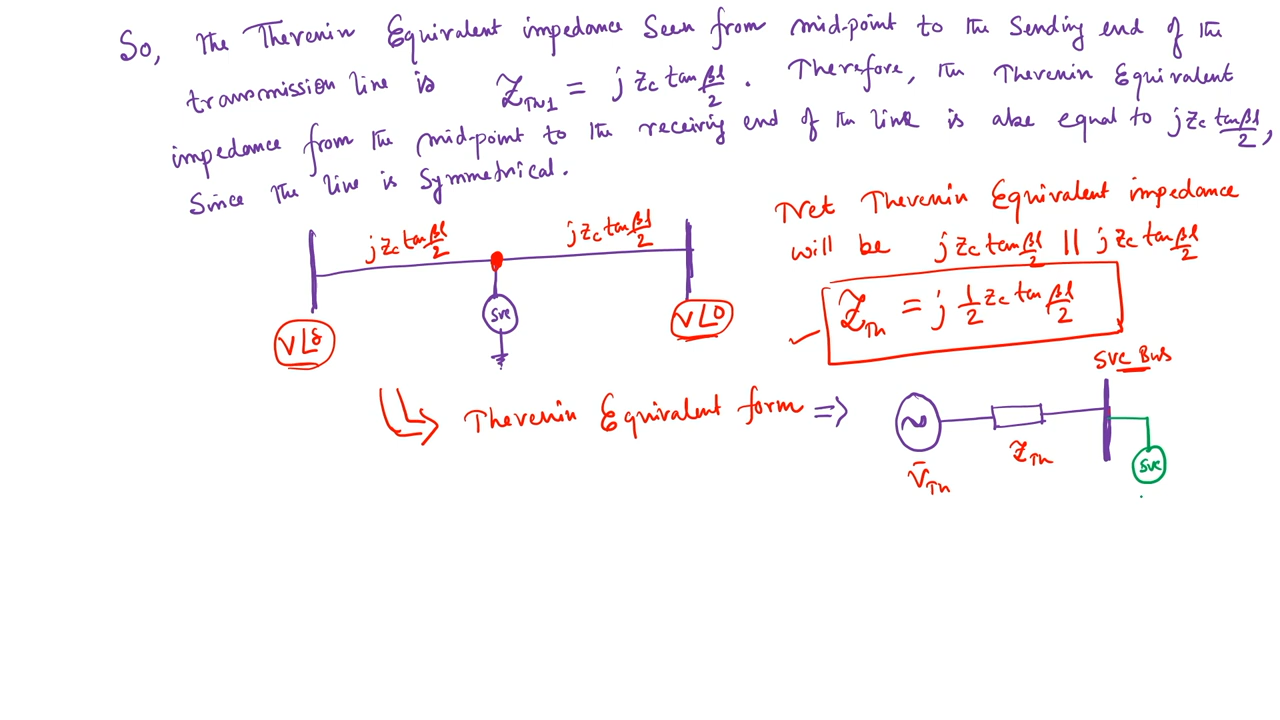 So, the Thevenin Equivalent impedance Seen from mid-point to the Sending end of the
transmission line is Z_Th1 = j Zc tan βl/2 . Therefore, the Thevenin Equivalent
impedance from the mid-point to the receiving end of the line is also equal to j Zc tan βl/2,
Since the line is Symmetrical.
Net Thevenin Equivalent impedance
will be j Zc tan βl/2 || j Zc tan βl/2
j Zc tan βl/2
j Zc tan βl/2
Z_Th = j 1/2 Zc tan βl/2
SVC
V∠δ
V∠0
SVC Bus
Thevenin Equivalent form ⇒
V̄_Th
Z_Th
SVC